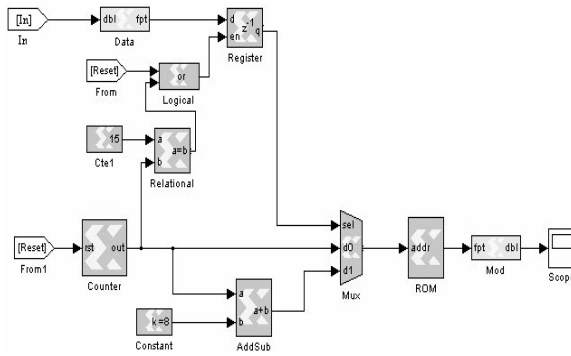 [In]
In
dbl fpt
Data
d
en
z-1
q
Register
[Reset]
From
or
Logical
15
Cte1
a
b
a=b
Relational
[Reset]
From1
rst out
Counter
k =8
Constant
a
b
a+b
AddSub
sel
d0
d1
Mux
addr
ROM
fpt dbl
Mod
Scope